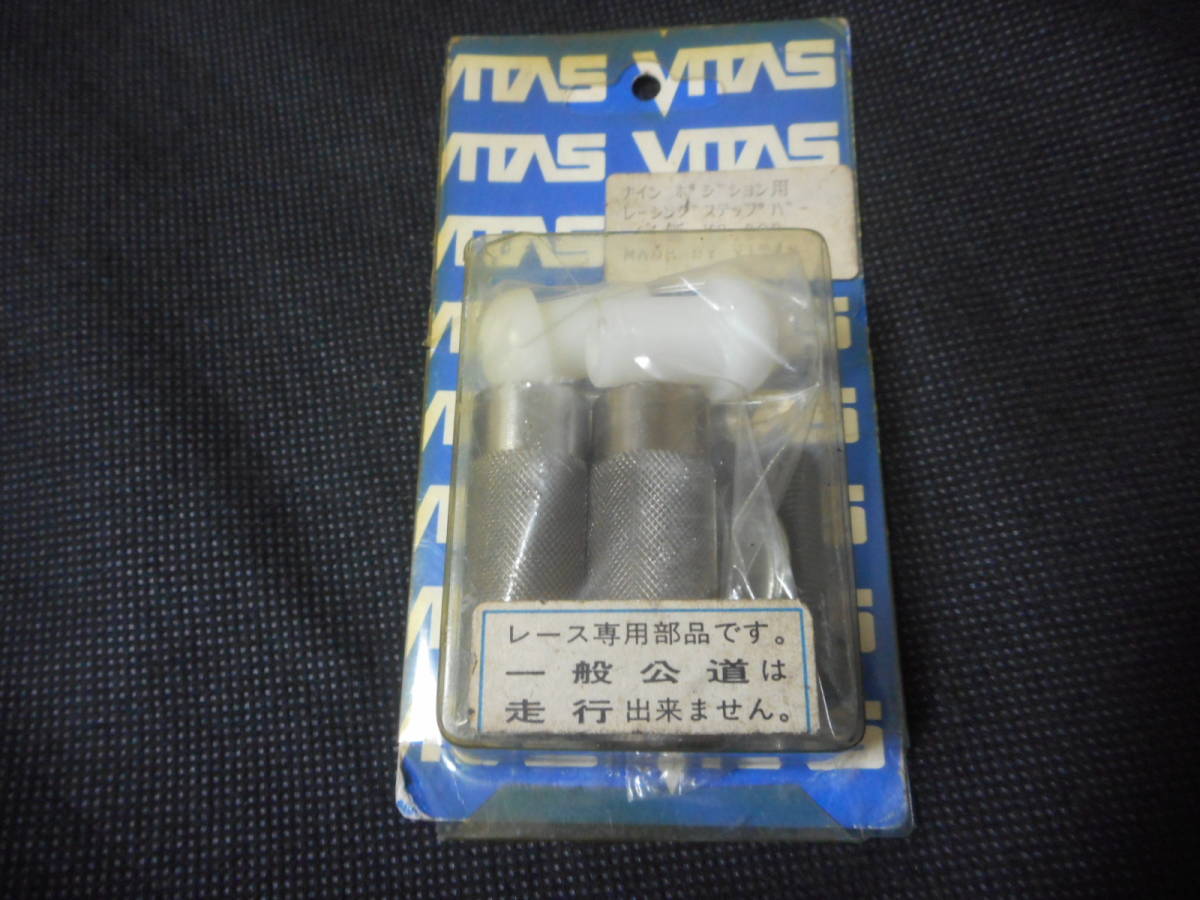 VITAS VITAS
VITAS VITAS
ナイン ポジション用
レーシング ステップ バー
MADE BY VITAS
レース専用部品です。
一般公道は
走行出来ません。